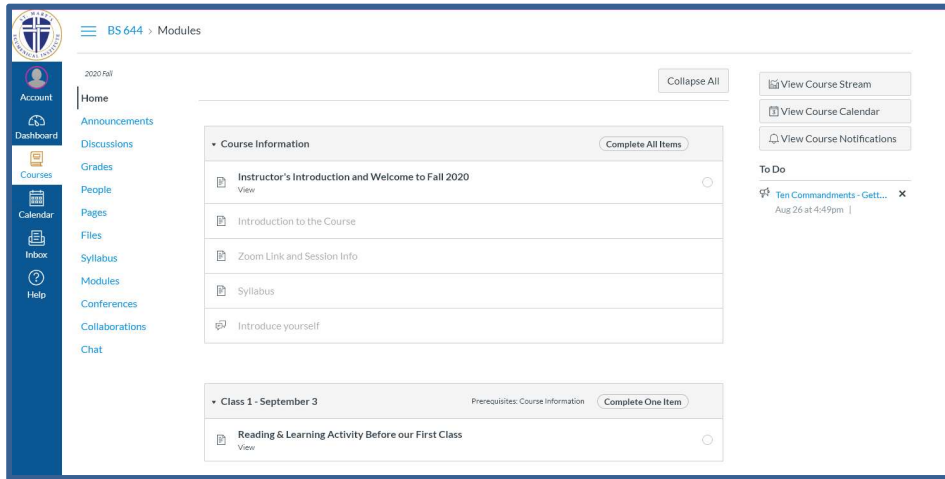 ST. MARY'S
ECUMENICAL INSTITUTE
Account
Dashboard
Courses
Calendar
Inbox
Help
BS 644 > Modules
2020 Fall
Home
Announcements
Discussions
Grades
People
Pages
Files
Syllabus
Modules
Conferences
Collaborations
Chat
Collapse All
Course Information
Complete All Items
Instructor's Introduction and Welcome to Fall 2020
View
Introduction to the Course
Zoom Link and Session Info
Syllabus
Introduce yourself
Class 1 - September 3
Prerequisites: Course Information
Complete One Item
Reading & Learning Activity Before our First Class
View
View Course Stream
View Course Calendar
View Course Notifications
To Do
Ten Commandments - Gett...
Aug 26 at 4:49pm |